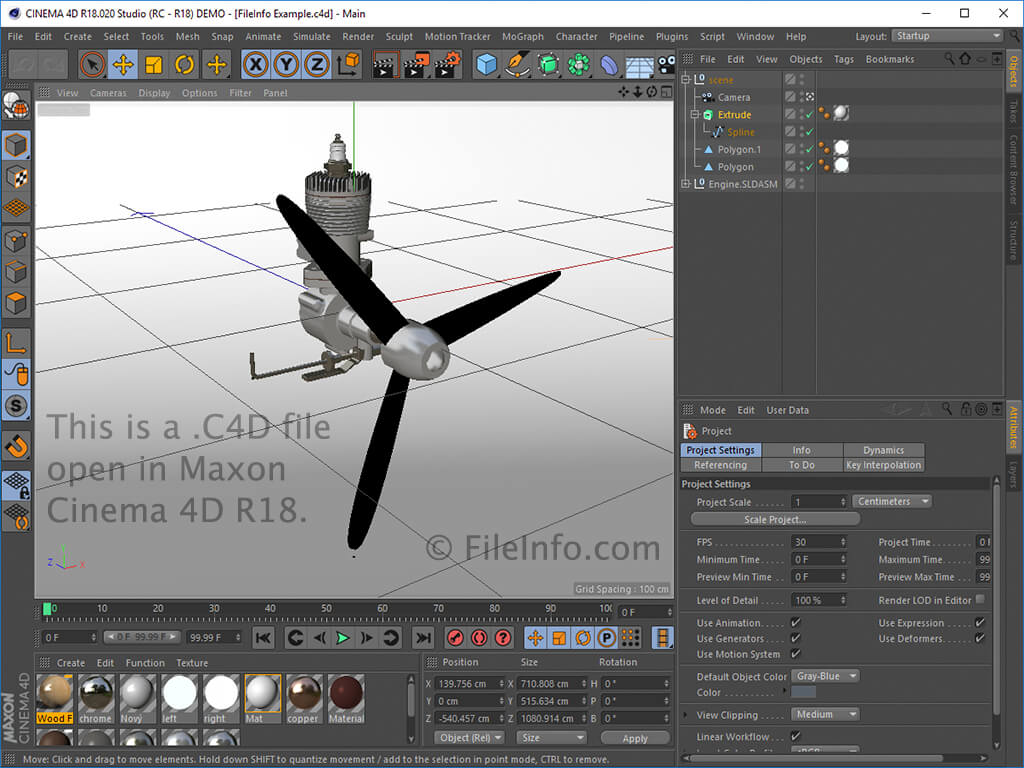 CINEMA 4D R18.020 Studio (RC - R18) DEMO - [FileInfo Example.c4d] - Main
File Edit Create Select Tools Mesh Snap Animate Simulate Render Sculpt Motion Tracker MoGraph Character Pipeline Plugins Script Window Help Layout: Startup
X Y Z
View Cameras Display Options Filter Panel
File Edit View Objects Tags Bookmarks
Objects
Takes
Content Browser
Structure
scene
Camera
Extrude
Spline
Polygon.1
Polygon
Engine.SLDASM
This is a .C4D file
open in Maxon
Cinema 4D R18.
© FileInfo.com
Y
Z X
Grid Spacing : 100 cm
Mode Edit User Data
Attributes
Layers
Project
Project Settings Info Dynamics
Referencing To Do Key Interpolation
Project Settings
Project Scale . . . . . . 1 Centimeters
Scale Project...
FPS . . . . . . . . . . . . 30 Project Time . . . . 0 F
Minimum Time. . . . 0 F Maximum Time. . . 99
Preview Min Time . . 0 F Preview Max Time . . . 99
Level of Detail . . . . . 100 % Render LOD in Editor
Use Animation. . . . . Use Expression . . . .
Use Generators . . . . Use Deformers. . . . .
Use Motion System
Default Object Color Gray-Blue
Color . . . . . . . . . . .
View Clipping . . . . . Medium
Linear Workflow . . .
0 10 20 30 40 50 60 70 80 90 100 0 F
0 F 0 F 99.99 F 99.99 F
P
Create Edit Function Texture
Wood F chrome Nový left right Mat copper Material
Position Size Rotation
X 139.756 cm X 710.808 cm H 0 °
Y 0 cm Y 515.634 cm P 0 °
Z -540.457 cm Z 1080.914 cm B 0 °
Object (Rel) Size Apply
MAXON
CINEMA 4D
Move: Click and drag to move elements. Hold down SHIFT to quantize movement / add to the selection in point mode, CTRL to remove.